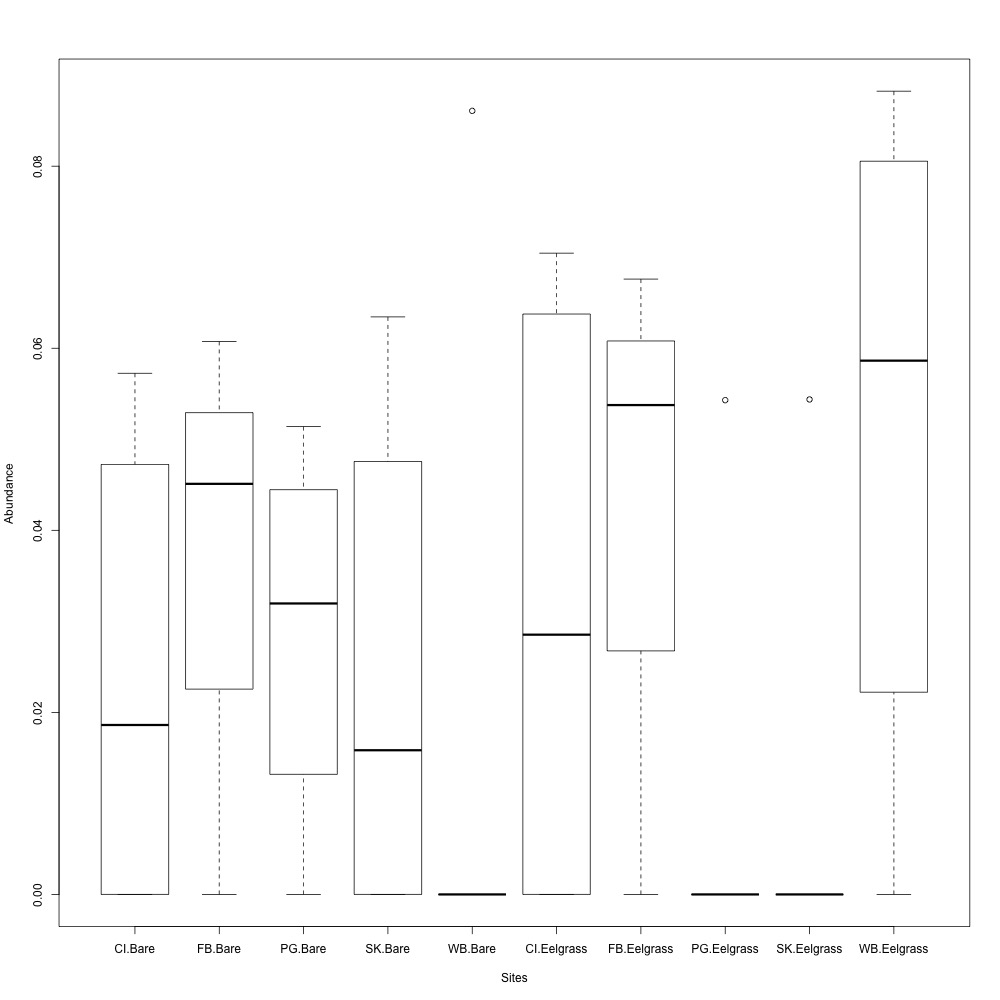 Abundance
0.08
0.06
0.04
0.02
0.00
CI.Bare FB.Bare PG.Bare SK.Bare WB.Bare CI.Eelgrass FB.Eelgrass PG.Eelgrass SK.Eelgrass WB.Eelgrass
Sites